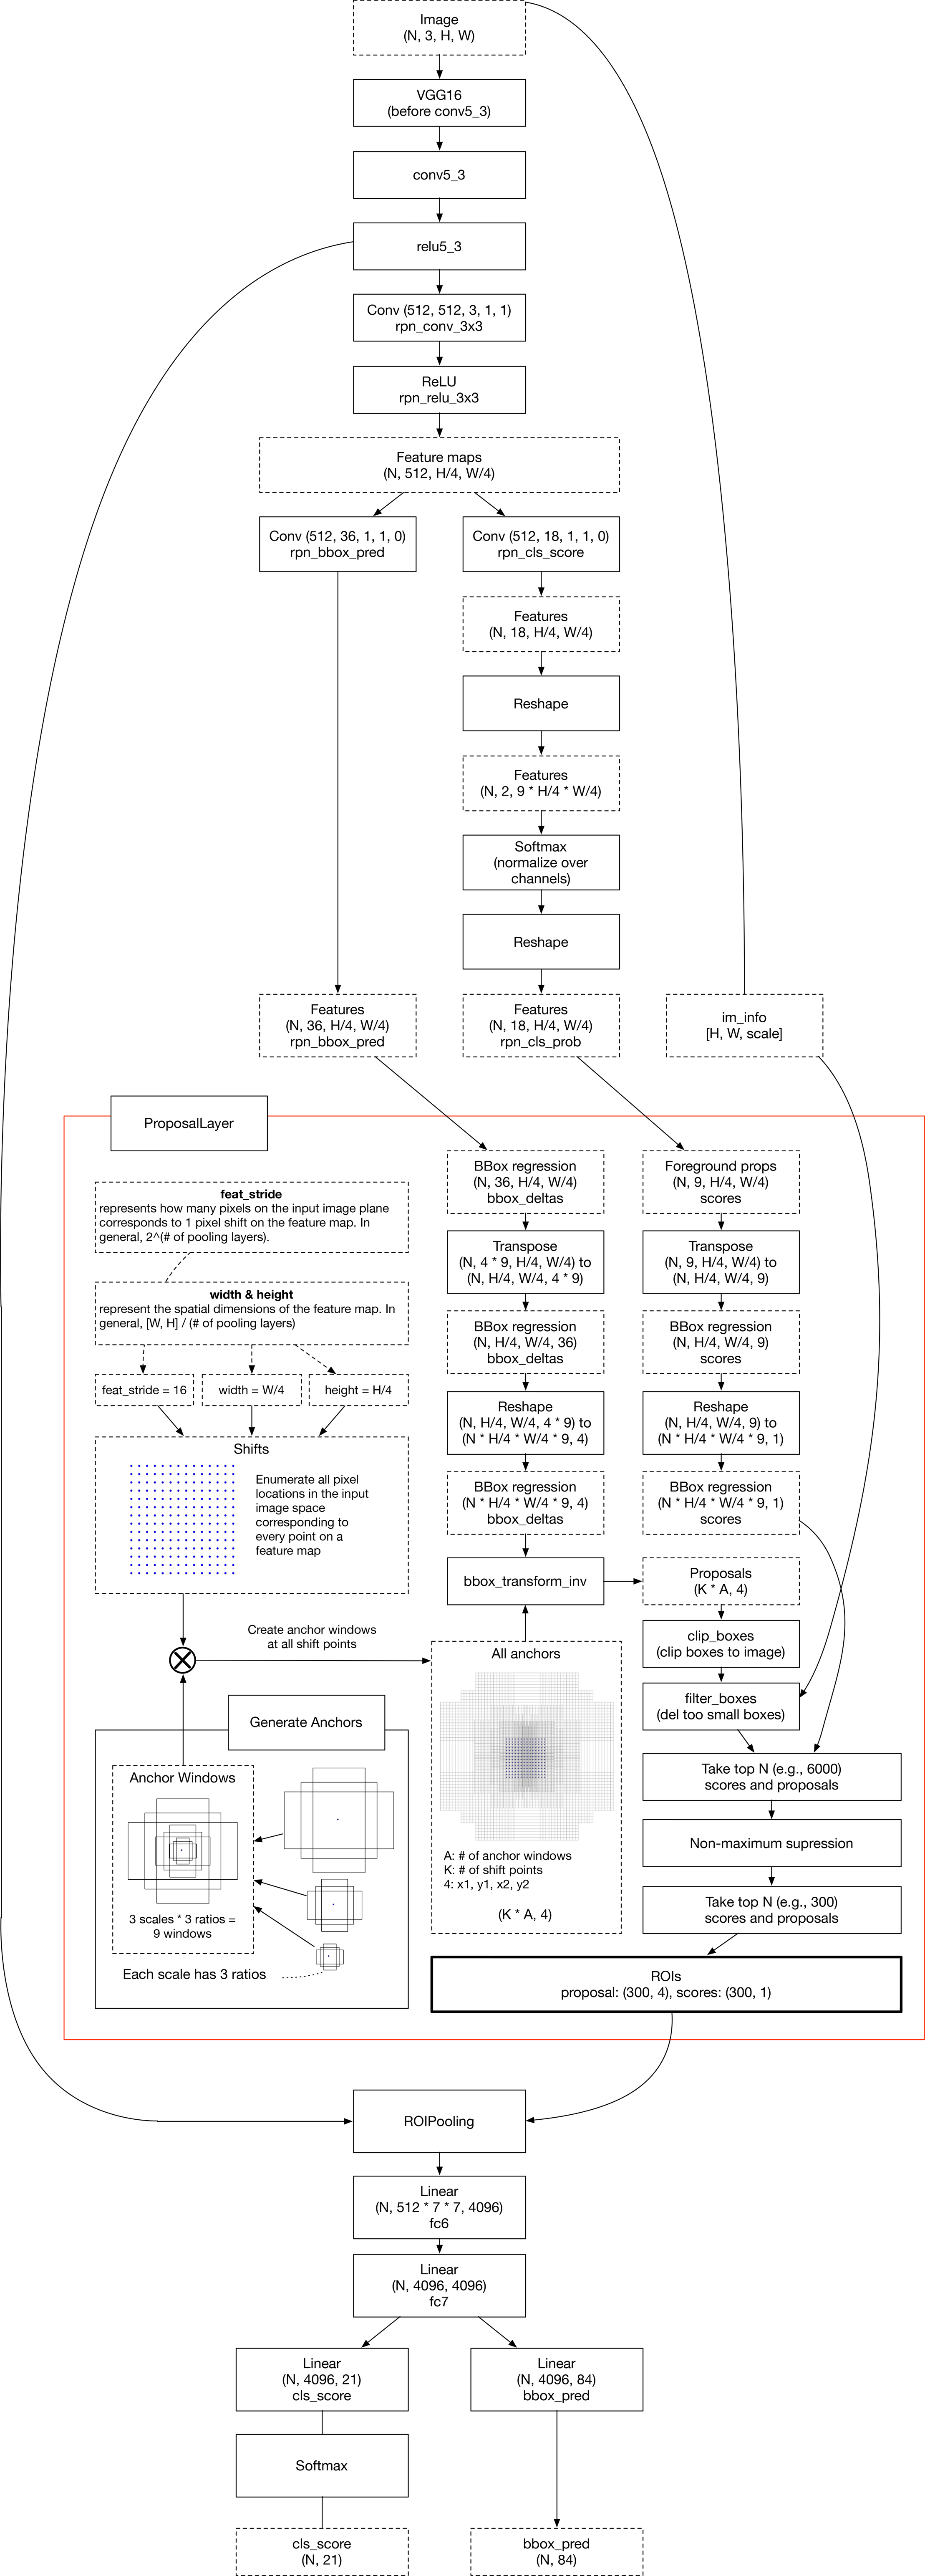 Image
(N, 3, H, W)
VGG16
(before conv5_3)
conv5_3
relu5_3
Conv (512, 512, 3, 1, 1)
rpn_conv_3x3
ReLU
rpn_relu_3x3
Feature maps
(N, 512, H/4, W/4)
Conv (512, 36, 1, 1, 0)
rpn_bbox_pred
Conv (512, 18, 1, 1, 0)
rpn_cls_score
Features
(N, 18, H/4, W/4)
Reshape
Features
(N, 2, 9 * H/4 * W/4)
Softmax
(normalize over
channels)
Reshape
Features
(N, 36, H/4, W/4)
rpn_bbox_pred
Features
(N, 18, H/4, W/4)
rpn_cls_prob
im_info
[H, W, scale]
ProposalLayer
feat_stride
represents how many pixels on the input image plane
corresponds to 1 pixel shift on the feature map. In
general, 2^(# of pooling layers).
width & height
represent the spatial dimensions of the feature map. In
general, [W, H] / (# of pooling layers)
feat_stride = 16
width = W/4
height = H/4
Shifts
Enumerate all pixel
locations in the input
image space
corresponding to
every point on a
feature map
BBox regression
(N, 36, H/4, W/4)
bbox_deltas
Transpose
(N, 4 * 9, H/4, W/4) to
(N, H/4, W/4, 4 * 9)
BBox regression
(N, H/4, W/4, 36)
bbox_deltas
Reshape
(N, H/4, W/4, 4 * 9) to
(N * H/4 * W/4 * 9, 4)
BBox regression
(N * H/4 * W/4 * 9, 4)
bbox_deltas
bbox_transform_inv
Foreground props
(N, 9, H/4, W/4)
scores
Transpose
(N, 9, H/4, W/4) to
(N, H/4, W/4, 9)
BBox regression
(N, H/4, W/4, 9)
scores
Reshape
(N, H/4, W/4, 9) to
(N * H/4 * W/4 * 9, 1)
BBox regression
(N * H/4 * W/4 * 9, 1)
scores
Proposals
(K * A, 4)
clip_boxes
(clip boxes to image)
filter_boxes
(del too small boxes)
Take top N (e.g., 6000)
scores and proposals
Non-maximum supression
Take top N (e.g., 300)
scores and proposals
Create anchor windows
at all shift points
Generate Anchors
Anchor Windows
3 scales * 3 ratios =
9 windows
Each scale has 3 ratios
All anchors
A: # of anchor windows
K: # of shift points
4: x1, y1, x2, y2
(K * A, 4)
ROIs
proposal: (300, 4), scores: (300, 1)
ROIPooling
Linear
(N, 512 * 7 * 7, 4096)
fc6
Linear
(N, 4096, 4096)
fc7
Linear
(N, 4096, 21)
cls_score
Linear
(N, 4096, 84)
bbox_pred
Softmax
cls_score
(N, 21)
bbox_pred
(N, 84)